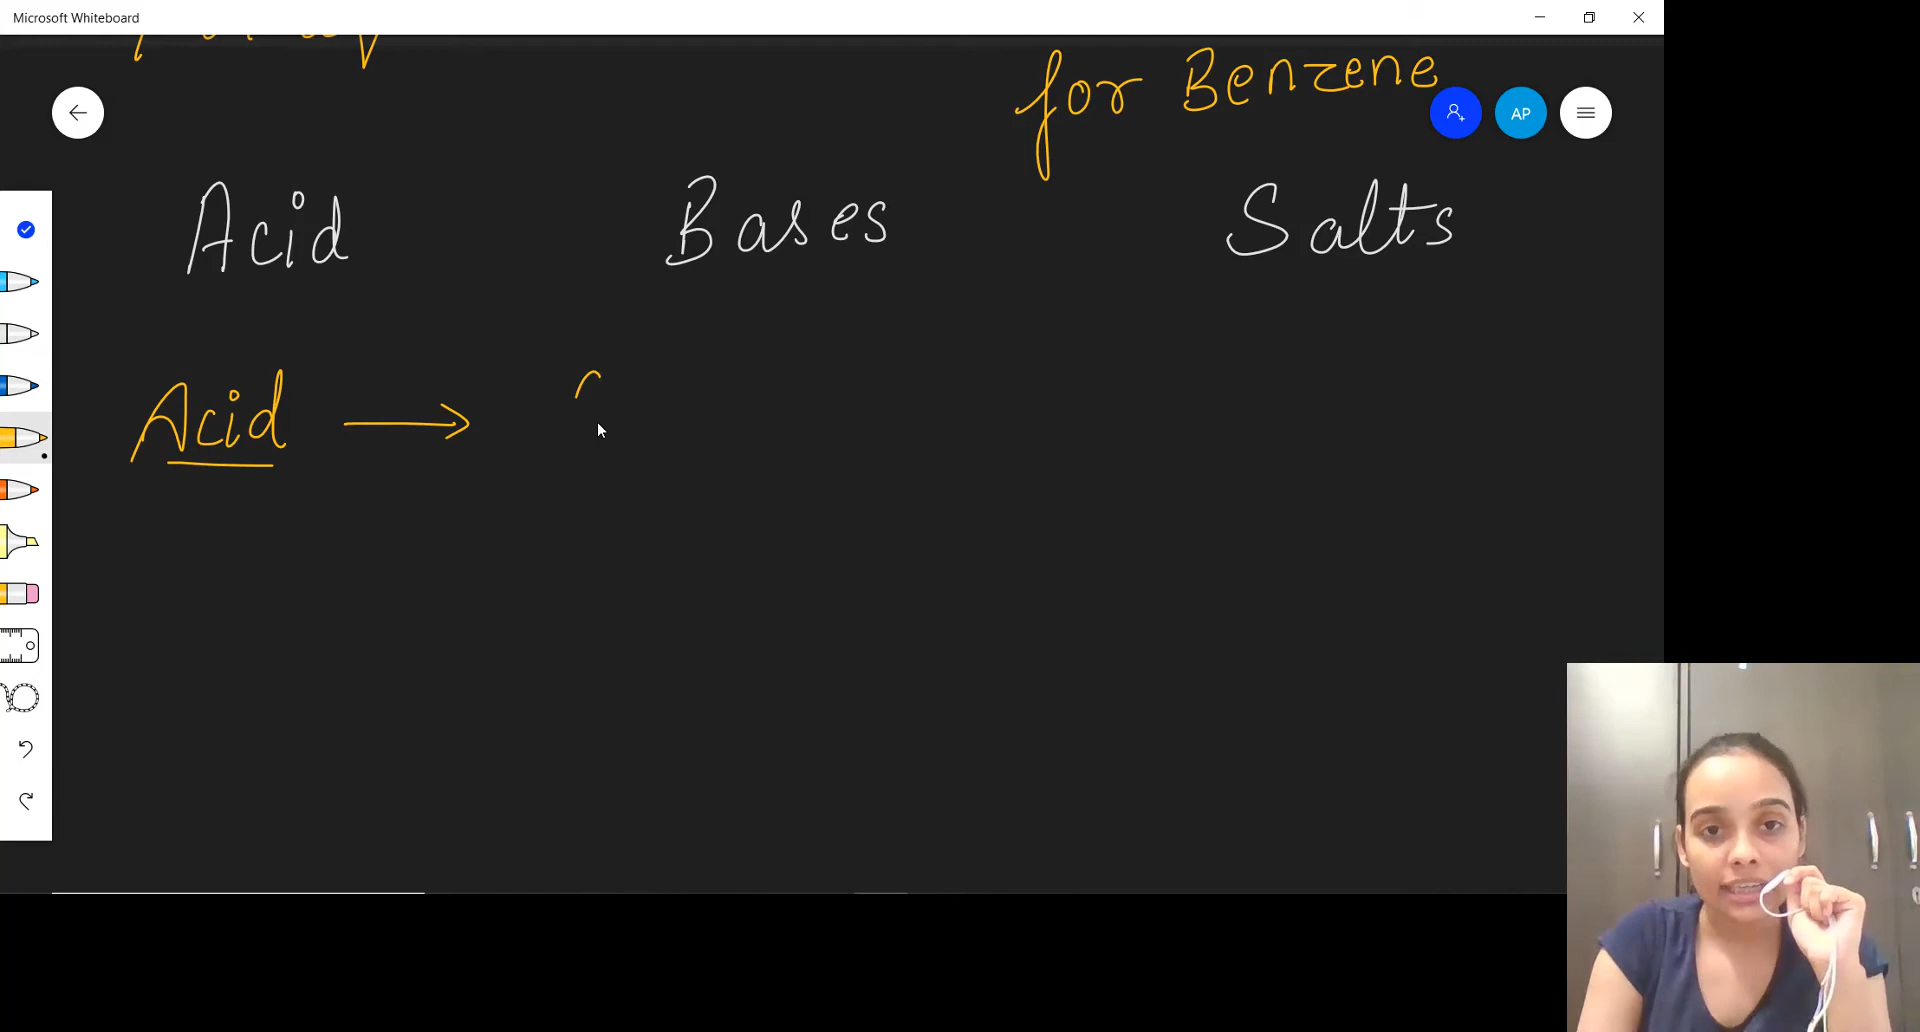 Microsoft Whiteboard
for Benzene
AP
Acid Bases Salts
Acid →